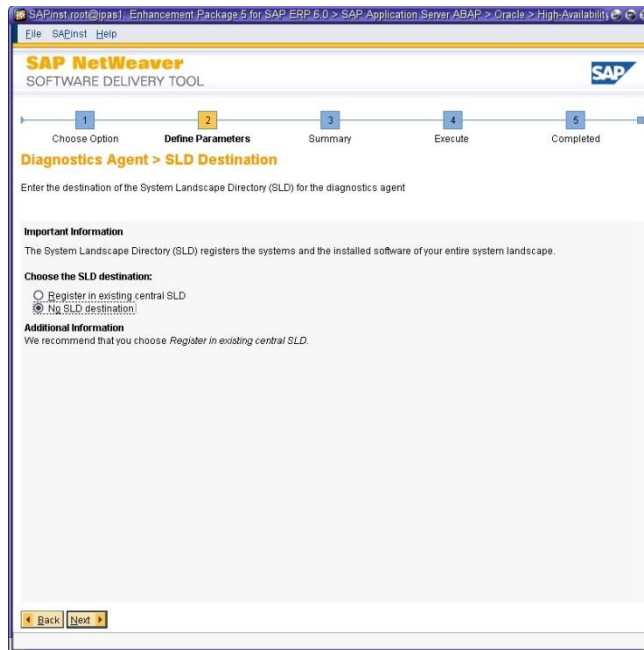 SAPinst root@ipas1: Enhancement Package 5 for SAP ERP 6.0 > SAP Application Server ABAP > Oracle > High-Availability
File SAPinst Help
SAP NetWeaver
SOFTWARE DELIVERY TOOL
SAP
1 2 3 4 5
Choose Option Define Parameters Summary Execute Completed
Diagnostics Agent > SLD Destination
Enter the destination of the System Landscape Directory (SLD) for the diagnostics agent
Important Information
The System Landscape Directory (SLD) registers the systems and the installed software of your entire system landscape.
Choose the SLD destination:
Register in existing central SLD
No SLD destination
Additional Information
We recommend that you choose Register in existing central SLD.
Back Next